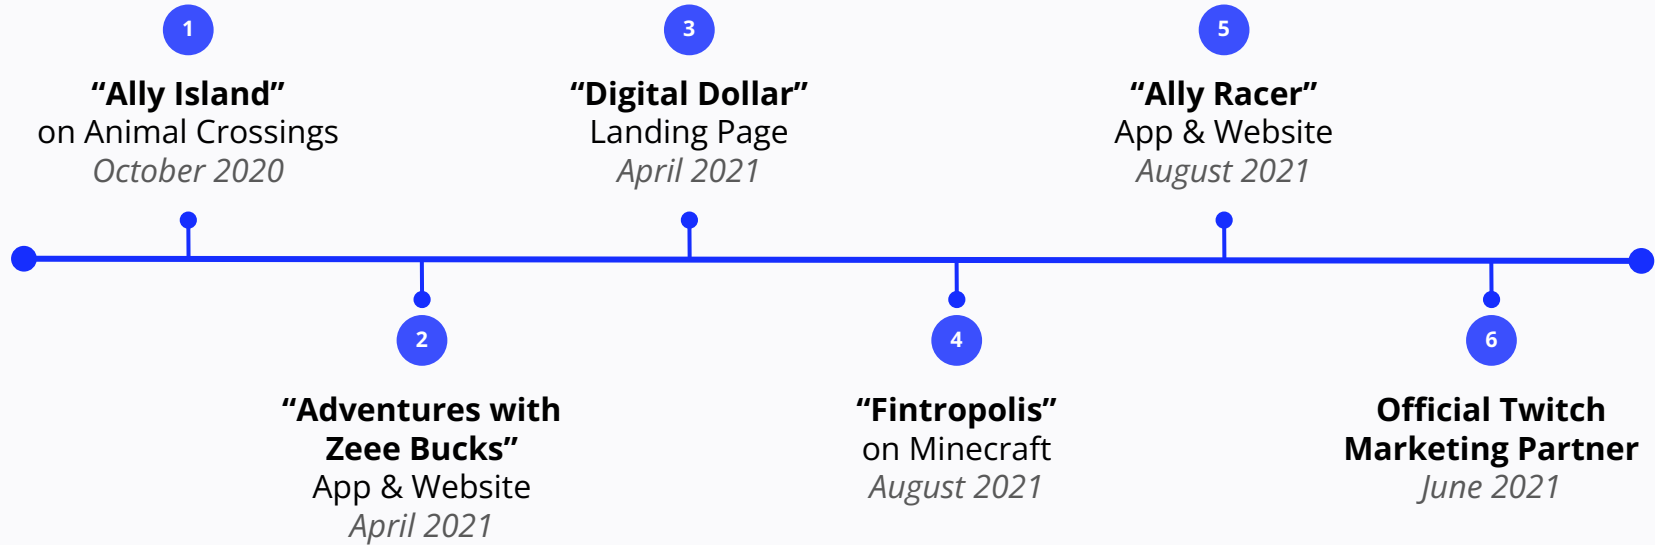 1
“Ally Island”
on Animal Crossings
October 2020
2
“Adventures with
Zeee Bucks”
App & Website
April 2021
3
“Digital Dollar”
Landing Page
April 2021
4
“Fintropolis”
on Minecraft
August 2021
5
“Ally Racer”
App & Website
August 2021
6
Official Twitch
Marketing Partner
June 2021